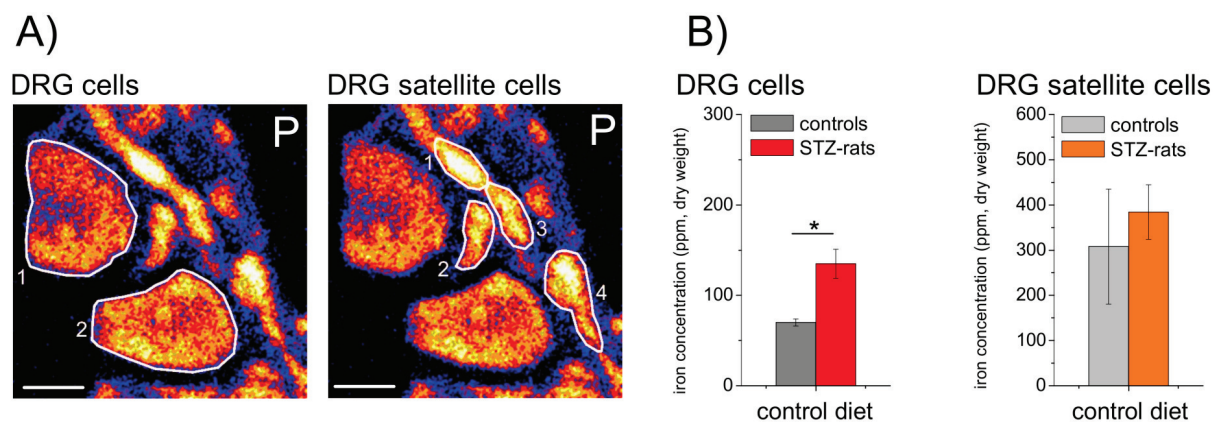 A)
DRG cells
P
1
2
DRG satellite cells
P
1
2
3
4
B)
DRG cells
iron concentration (ppm, dry weight)
300
200
100
0
controls
STZ-rats
*
control diet
DRG satellite cells
iron concentration (ppm, dry weight)
600
500
400
300
200
100
0
controls
STZ-rats
control diet